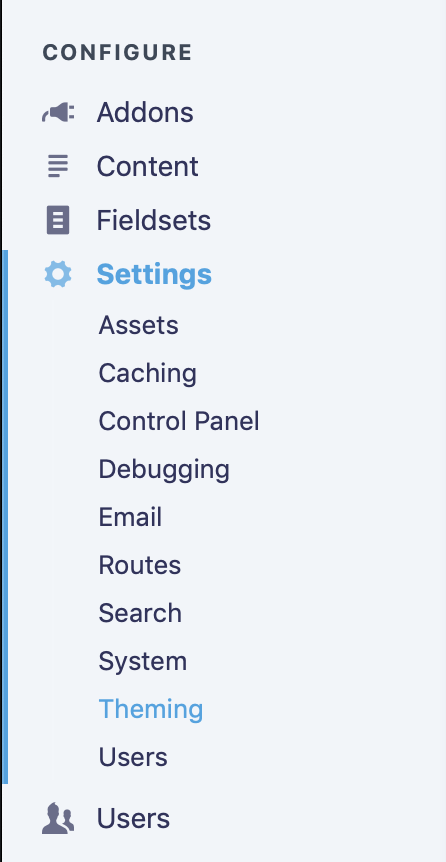 CONFIGURE
Addons
Content
Fieldsets
Settings
Assets
Caching
Control Panel
Debugging
Email
Routes
Search
System
Theming
Users
Users